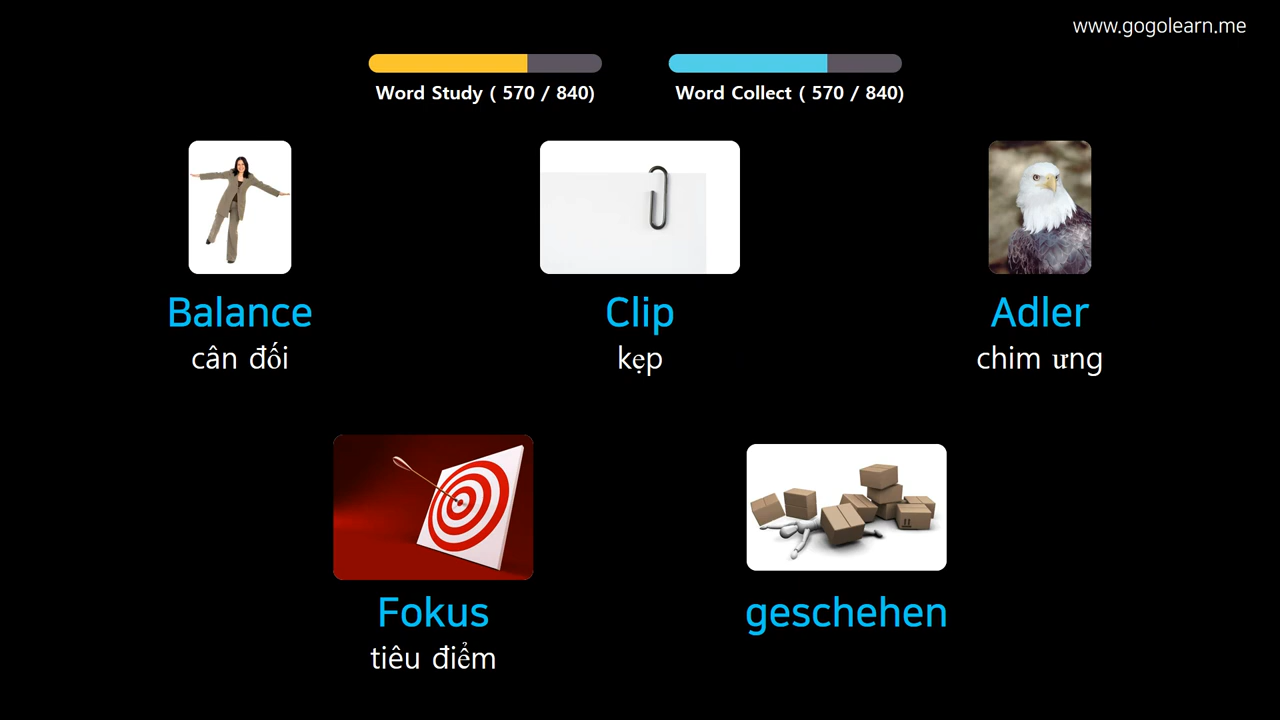 www.gogolearn.me
Word Study ( 570 / 840)
Word Collect ( 570 / 840)
Balance
cân đối
Clip
kẹp
Adler
chim ưng
Fokus
tiêu điểm
geschehen